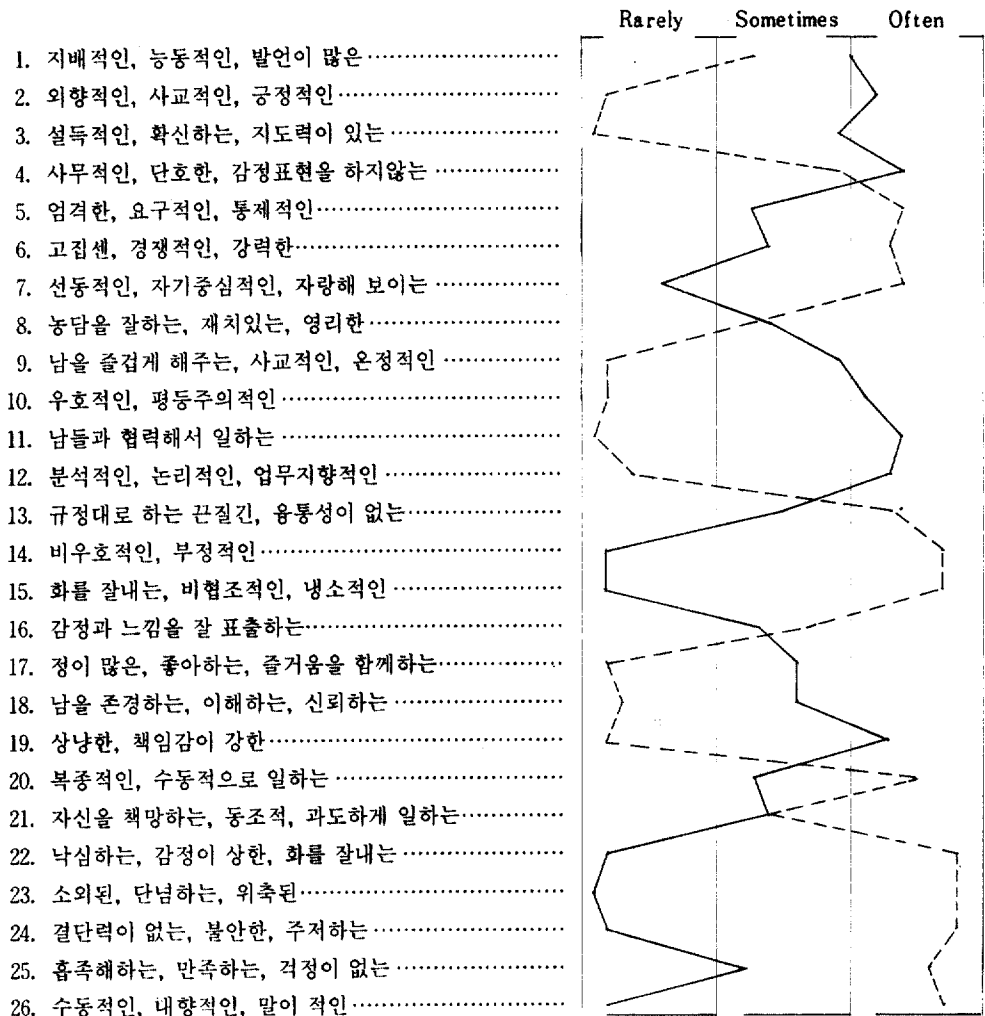 Rarely Sometimes Often
1. 지배적인, 능동적인, 발언이 많은
2. 외향적인, 사교적인, 긍정적인
3. 설득적인, 확신하는, 지도력이 있는
4. 사무적인, 단호한, 감정표현을 하지않는
5. 엄격한, 요구적인, 통제적인
6. 고집센, 경쟁적인, 강력한
7. 선동적인, 자기중심적인, 자랑해 보이는
8. 농담을 잘하는, 재치있는, 영리한
9. 남을 즐겁게 해주는, 사교적인, 온정적인
10. 우호적인, 평등주의적인
11. 남들과 협력해서 일하는
12. 분석적인, 논리적인, 업무지향적인
13. 규정대로 하는 끈질긴, 융통성이 없는
14. 비우호적인, 부정적인
15. 화를 잘내는, 비협조적인, 냉소적인
16. 감정과 느낌을 잘 표출하는
17. 정이 많은, 좋아하는, 즐거움을 함께하는
18. 남을 존경하는, 이해하는, 신뢰하는
19. 상냥한, 책임감이 강한
20. 복종적인, 수동적으로 일하는
21. 자신을 책망하는, 동조적, 과도하게 일하는
22. 낙심하는, 감정이 상한, 화를 잘내는
23. 소외된, 단념하는, 위축된
24. 결단력이 없는, 불안한, 주저하는
25. 흡족해하는, 만족하는, 걱정이 없는
26. 수동적인, 내향적인, 말이 적인